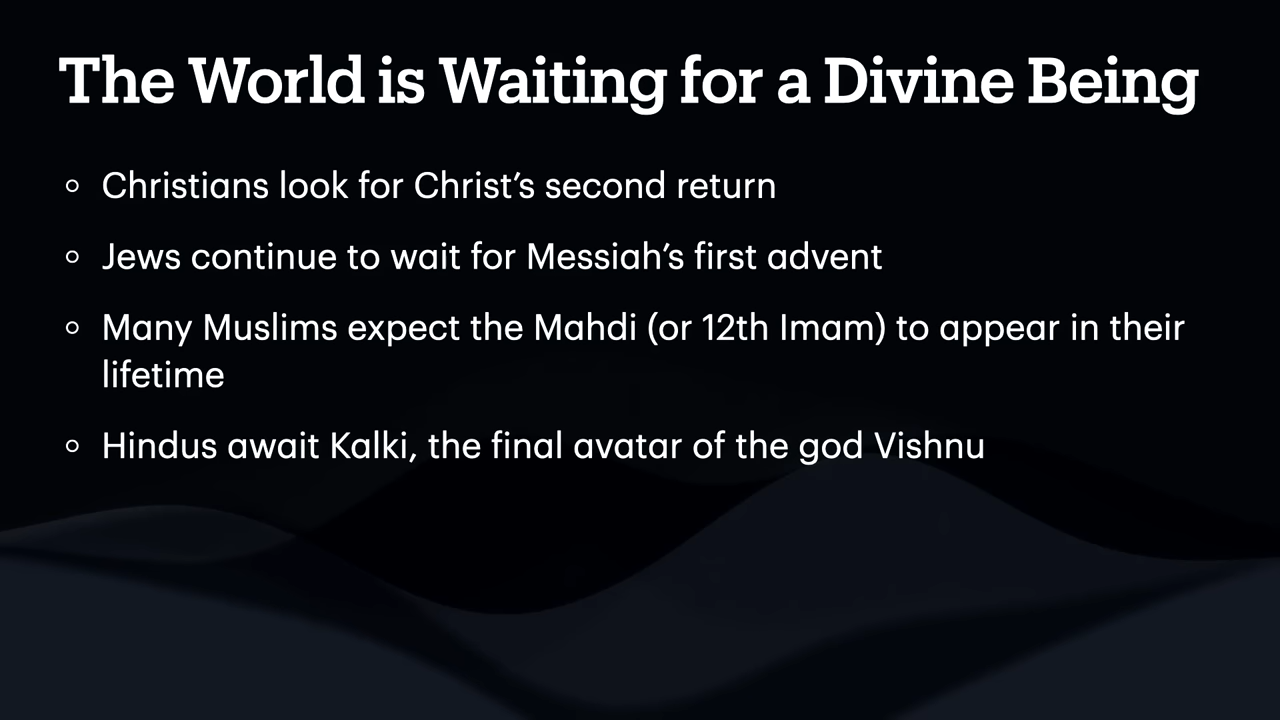 The World is Waiting for a Divine Being
Christians look for Christ’s second return
Jews continue to wait for Messiah’s first advent
Many Muslims expect the Mahdi (or 12th Imam) to appear in their
lifetime
Hindus await Kalki, the final avatar of the god Vishnu